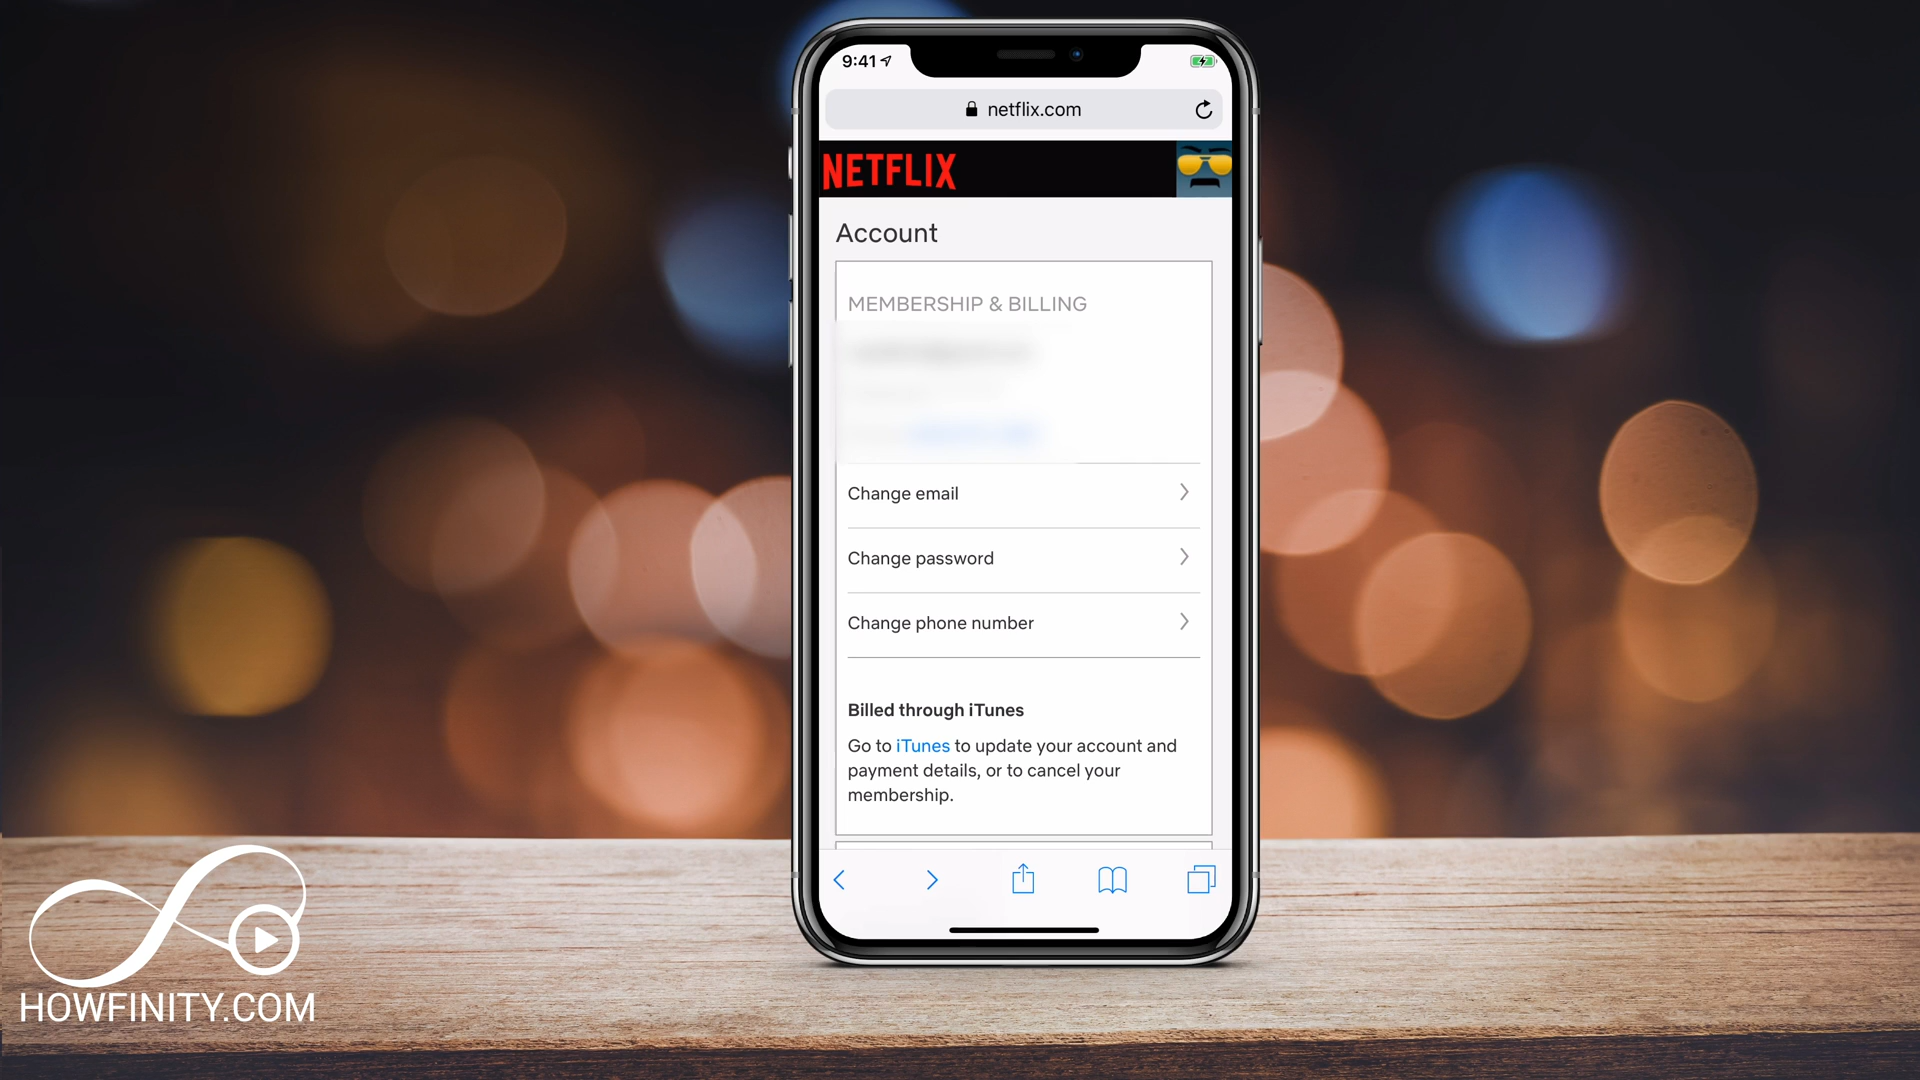 9:41
netflix.com
NETFLIX
Account
MEMBERSHIP & BILLING
Change email
Change password
Change phone number
Billed through iTunes
Go to iTunes to update your account and
payment details, or to cancel your
membership.
HOWFINITY.COM